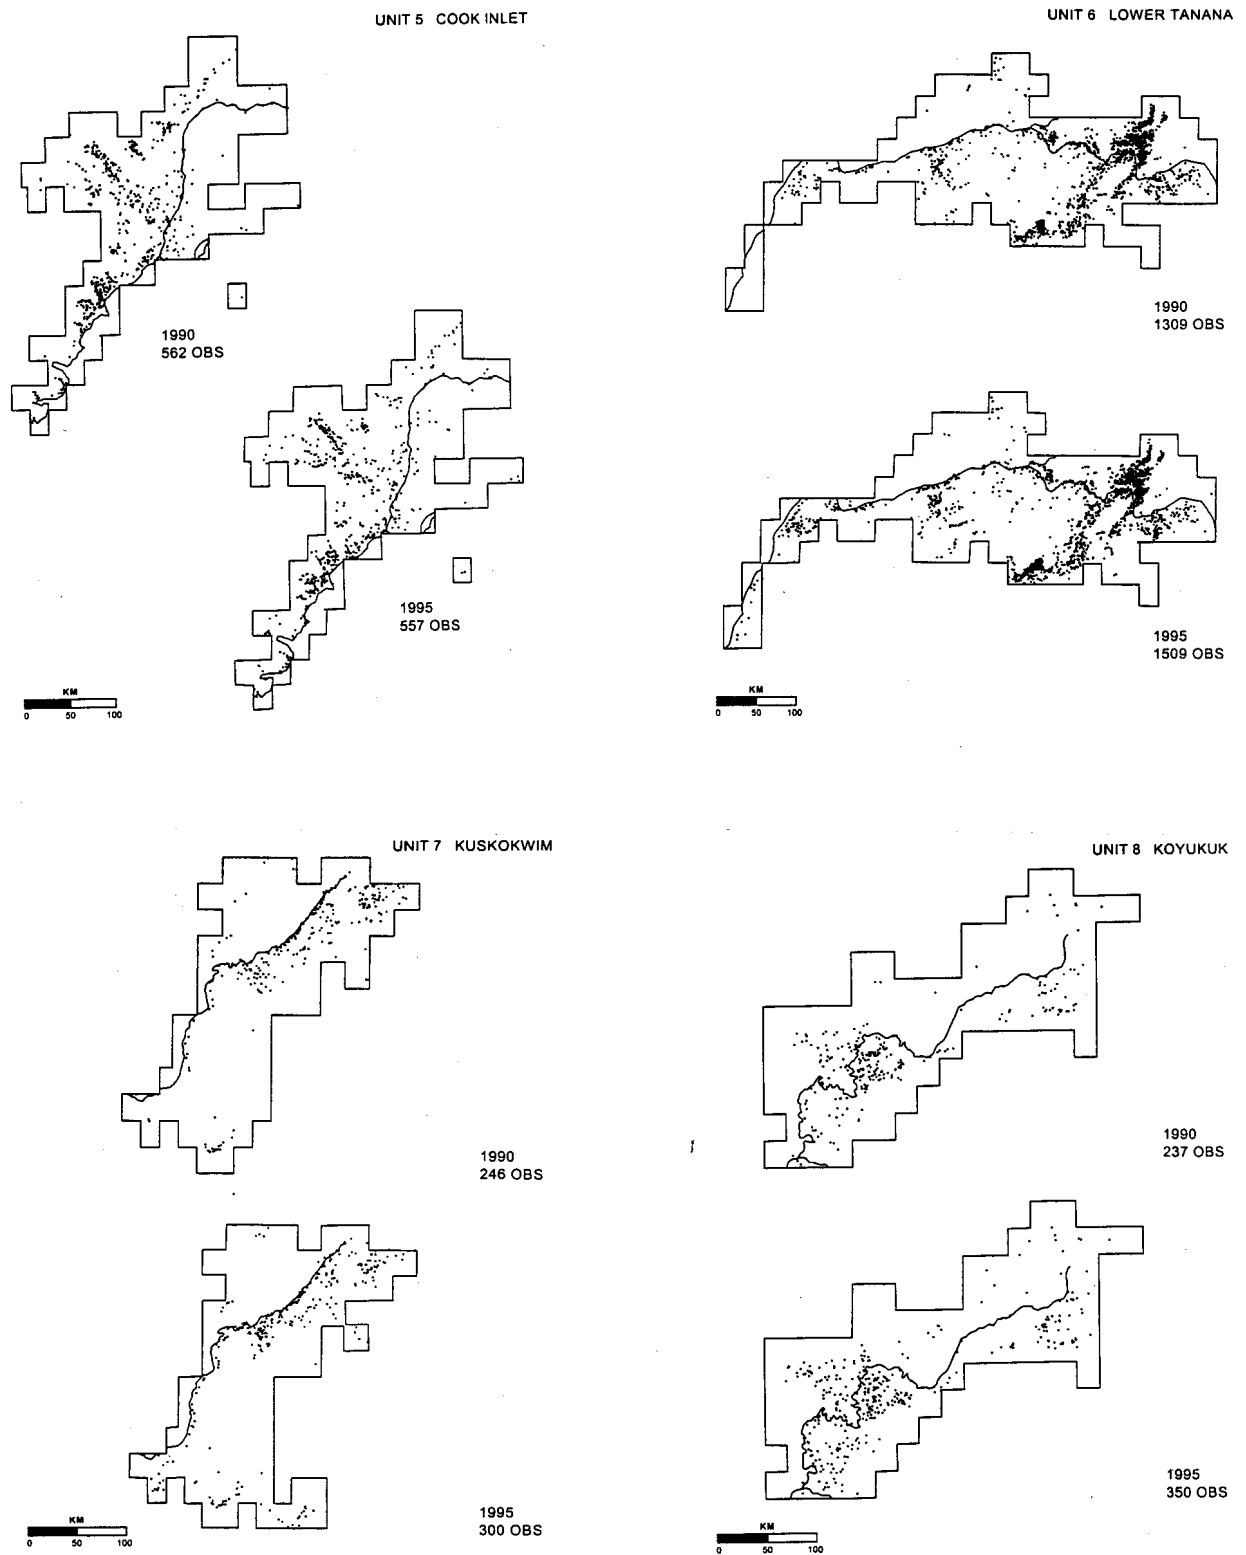 UNIT 5 COOK INLET
1990
562 OBS
1995
557 OBS
KM
0 50 100
UNIT 6 LOWER TANANA
1990
1309 OBS
1995
1509 OBS
KM
0 50 100
UNIT 7 KUSKOKWIM
1990
246 OBS
1995
300 OBS
KM
0 50 100
UNIT 8 KOYUKUK
1990
237 OBS
1995
350 OBS
KM
0 50 100